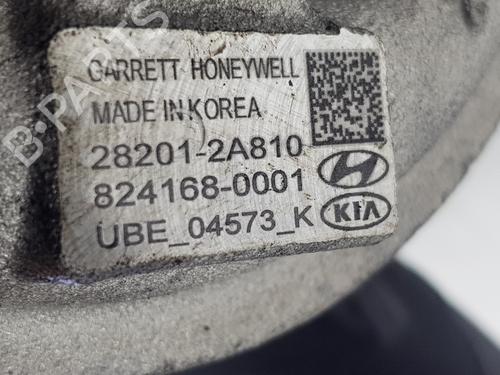 GARRETT HONEYWELL
MADE IN KOREA
28201-2A810
824168-0001
UBE_04573_K
KIA
B-PARTS